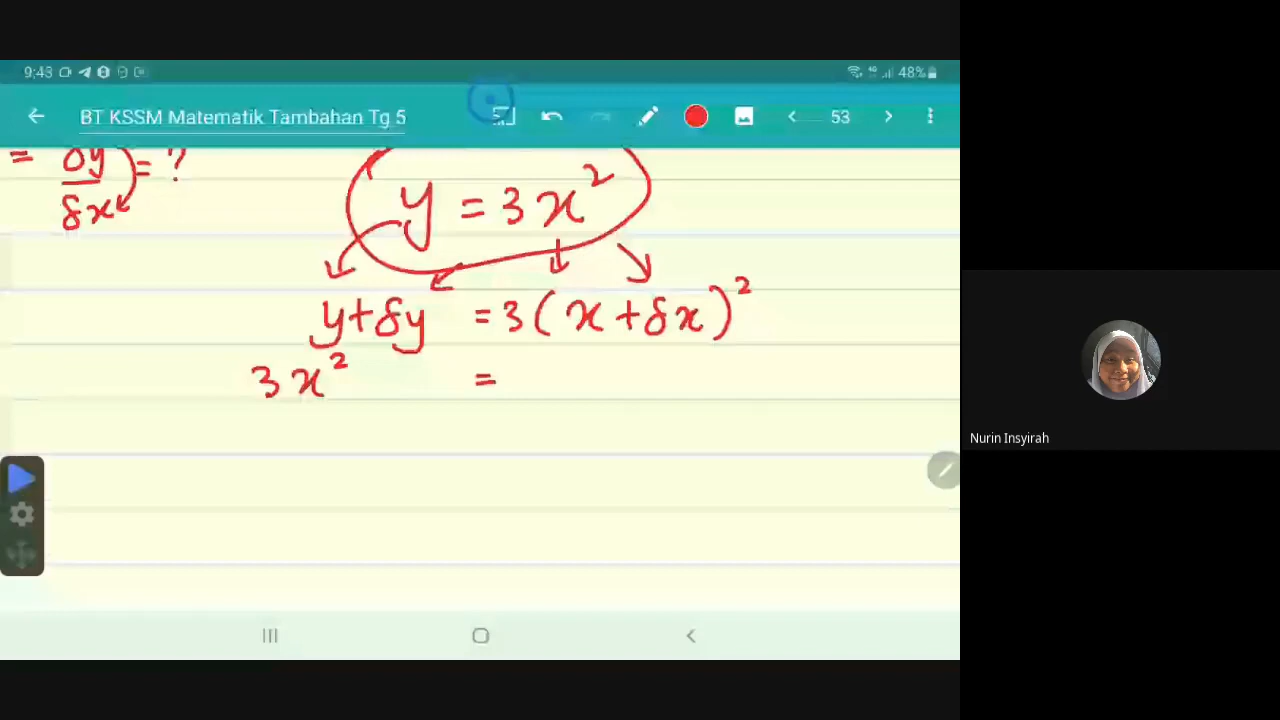 9:43 48%
BT KSSM Matematik Tambahan Tg 5 53
= δy/δx = ?
y = 3x²
y+δy = 3(x+δx)²
3x² =
Nurin Insyirah